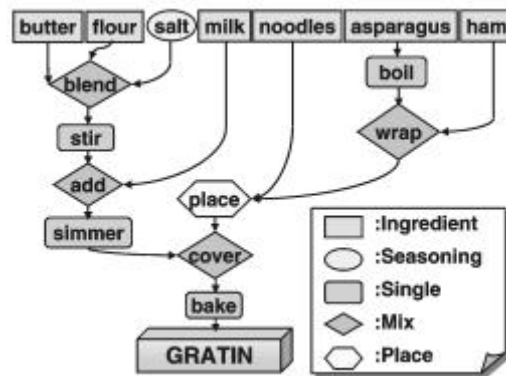 butter flour salt milk noodles asparagus ham
blend
boil
stir
wrap
add
place
simmer
cover
bake
GRATIN
:Ingredient
:Seasoning
:Single
:Mix
:Place